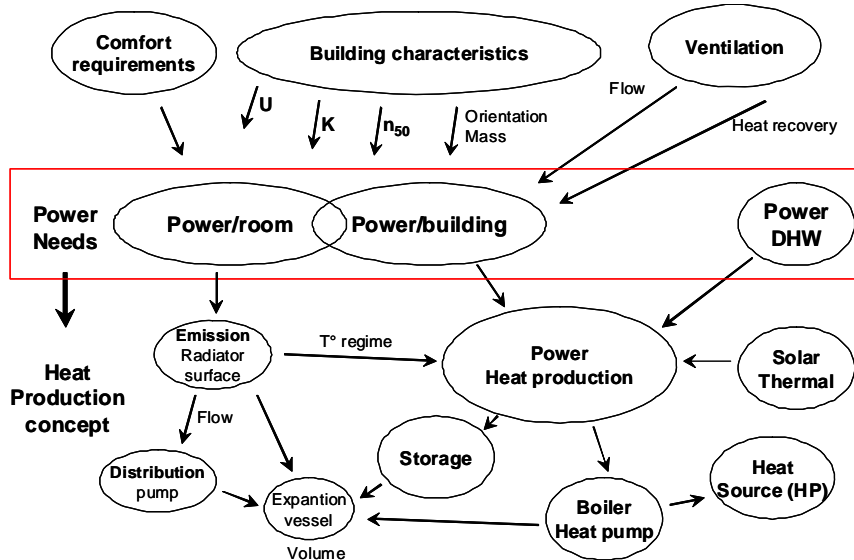 Comfort
requirements
Building characteristics
Ventilation
U
K
n50
Orientation
Mass
Flow
Heat recovery
Power
Needs
Power/room
Power/building
Power
DHW
Emission
Radiator
surface
T° regime
Power
Heat production
Solar
Thermal
Heat
Production
concept
Flow
Distribution
pump
Storage
Expantion
vessel
Volume
Boiler
Heat pump
Heat
Source (HP)